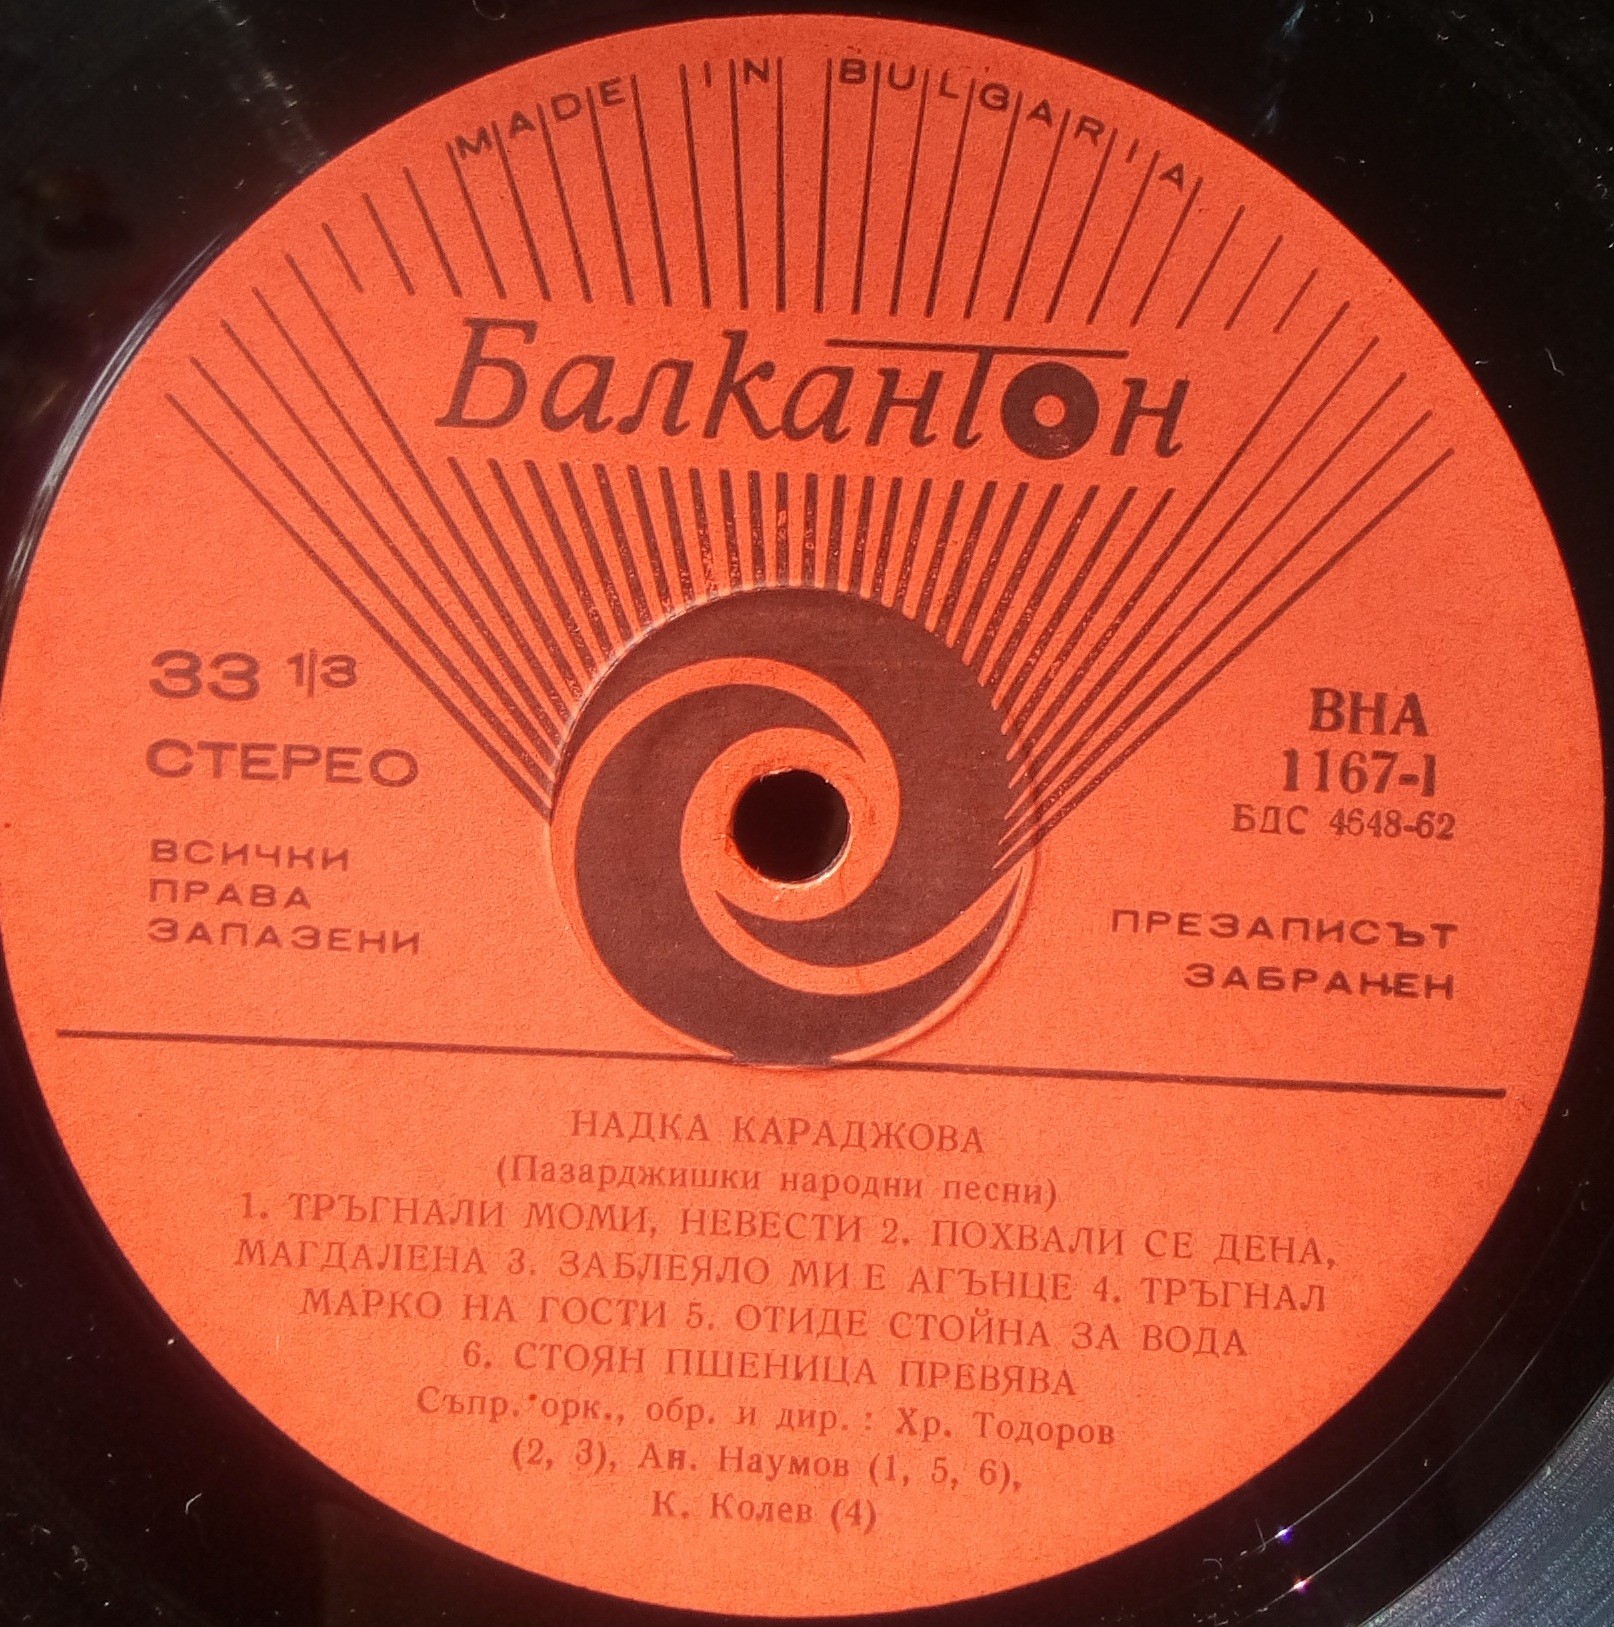 MADE IN BULGARIA
Балкантон
33 1/3
СТЕРЕО
ВСИЧКИ
ПРАВА
ЗАПАЗЕНИ
ВНА
1167-I
БДС 4648-62
ПРЕЗАПИСЪТ
ЗАБРАНЕН
НАДКА КАРАДЖОВА
(Пазарджишки народни песни)
1. ТРЪГНАЛИ МОМИ, НЕВЕСТИ 2. ПОХВАЛИ СЕ ДЕНА,
МАГДАЛЕНА 3. ЗАБЛЕЯЛО МИ Е АГЪНЦЕ 4. ТРЪГНАЛ
МАРКО НА ГОСТИ 5. ОТИДЕ СТОЙНА ЗА ВОДА
6. СТОЯН ПШЕНИЦА ПРЕВЯВА
Съпр. орк., обр. и дир. : Хр. Тодоров
(2, 3), Ан. Наумов (1, 5, 6),
К. Колев (4)